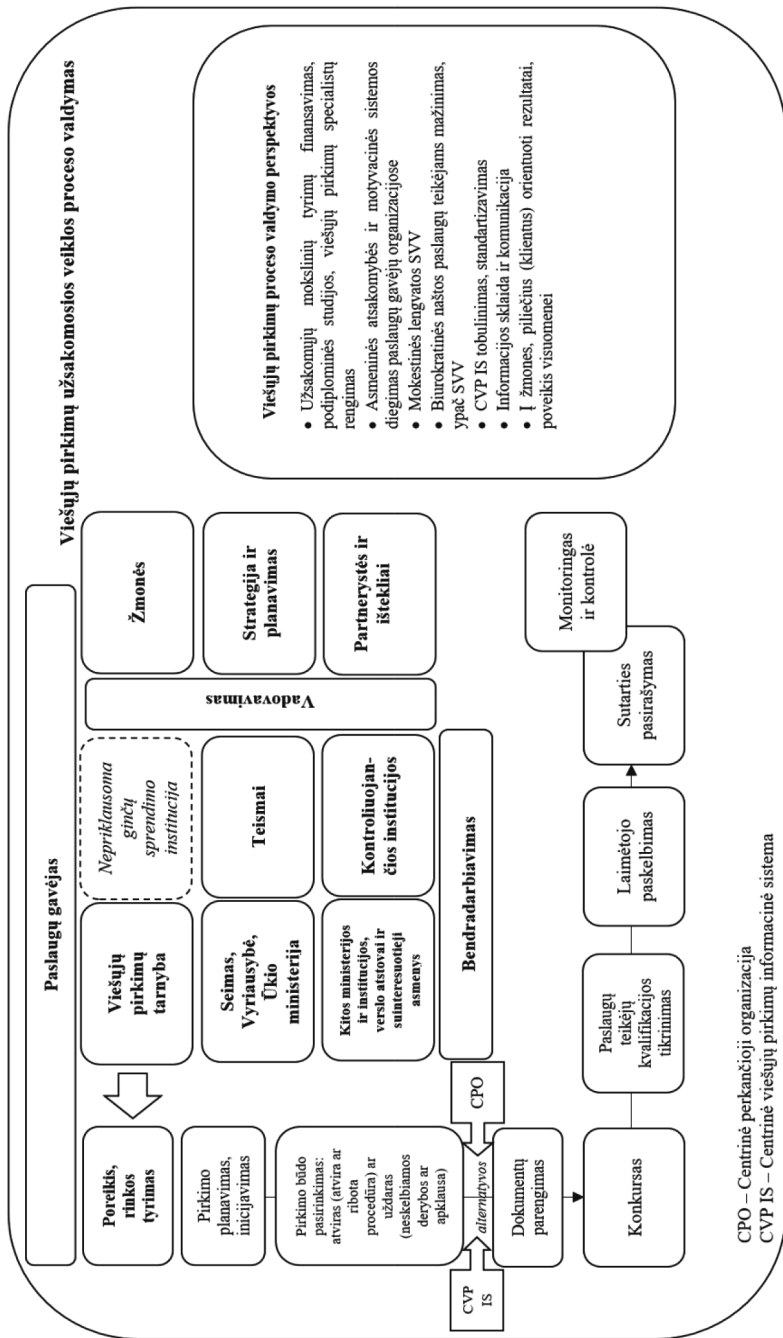 Viešųjų pirkimų užsakomosios veiklos proceso valdymas
Paslaugų gavėjas
Poreikis,
rinkos
tyrimas
Viešųjų
pirkimų
tarnyba
Nepriklausoma
ginčų
sprendimo
institucija
Žmonės
Pirkimo
planavimas,
inicijavimas
Seimas,
Vyriausybė,
Ūkio
ministerija
Teismai
Vadovavimas
Strategija ir
planavimas
Pirkimo būdo
pasirinkimas:
atviras (atvira ar
ribota
procedūra) ar
uždaras
(neskelbiamos
derybos ar
apklausa)
Kitos ministerijos
ir institucijos,
verslo atstovai ir
suinteresuotieji
asmenys
Kontroliuojan-
čios institucijos
Partnerystės ir
ištekliai
Bendradarbiavimas
CVP
IS
alternatyvos
CPO
Dokumentų
parengimas
Konkursas
Paslaugų
teikėjų
kvalifikacijos
tikrinimas
Laimėtojo
paskelbimas
Sutarties
pasirašymas
Monitoringas
ir kontrolė
Viešųjų pirkimų proceso valdymo perspektyvos
• Užsakomųjų mokslinių tyrimų finansavimas,
podiplominės studijos, viešųjų pirkimų specialistų
rengimas
• Asmeninės atsakomybės ir motyvacinės sistemos
diegimas paslaugų gavėjų organizacijose
• Mokestinės lengvatos SVV
• Biurokratinės naštos paslaugų teikėjams mažinimas,
ypač SVV
• CVP IS tobulinimas, standartizavimas
• Informacijos sklaida ir komunikacija
• Į žmones, piliečius (klientus) orientuoti rezultatai,
poveikis visuomenei
CPO – Centrinė perkančioji organizacija
CVP IS – Centrinė viešųjų pirkimų informacinė sistema